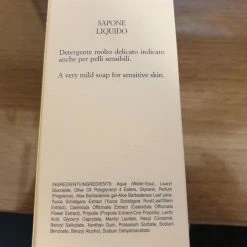 SAPONE
LIQUIDO
Detergente molto delicato indicato
anche per pelli sensibili.
A very mild soap for sensitive skin.
INGREDIENTI/INGREDIENTS: Aqua (Water-Eau), Lauryl
Glucoside, Olive Oil Polyglyceryl 4 Esters, Glycerin, Parfum
(Fragrance), Aloe Barbadensis gel-Aloe Barbadensis Leaf Juice,
Yucca Schidigera Extract (Yucca Schidigera Root/Leaf/Stem
Extract), Calendula Officinalis Extract (Calendula Officinalis
Flower Extract), Propolis (Propolis Extract-Cire Propolis), Lactic
Acid, Glyceryl Caprylate, Menthyl Lactate, Hexyl Cinnamal,
Benzyl Salicylate, Xanthan Gum, Potassium Sorbate, Sodium
Benzoate, Benzyl Alcohol, Sodium Dehydroacetate.